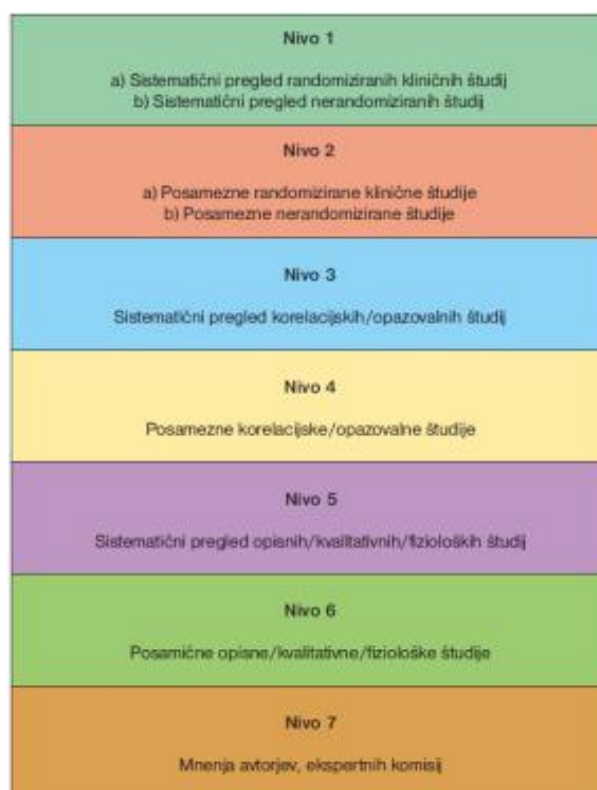 Nivo 1
a) Sistematični pregled randomiziranih kliničnih študij
b) Sistematični pregled nerandomiziranih študij
Nivo 2
a) Posamezne randomizirane klinične študije
b) Posamezne nerandomizirane študije
Nivo 3
Sistematični pregled korelacijskih/opazovalnih študij
Nivo 4
Posamezne korelacijske/opazovalne študije
Nivo 5
Sistematični pregled opisnih/kvalitativnih/fizioloških študij
Nivo 6
Posamične opisne/kvalitativne/fiziološke študije
Nivo 7
Mnenja avtorjev, ekspertnih komisij